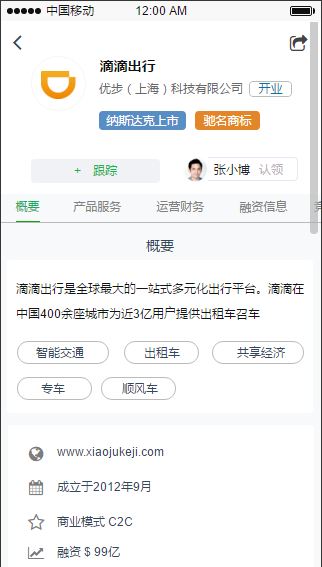 中国移动 12:00 AM
滴滴出行
优步（上海）科技有限公司 开业
纳斯达克上市 驰名商标
+ 跟踪 张小博 认领
概要 产品服务 运营财务 融资信息
概要
滴滴出行是全球最大的一站式多元化出行平台。滴滴在
中国400余座城市为近3亿用户提供出租车召车
智能交通 出租车 共享经济
专车 顺风车
www.xiaojukeji.com
成立于2012年9月
商业模式 C2C
融资 $ 99亿